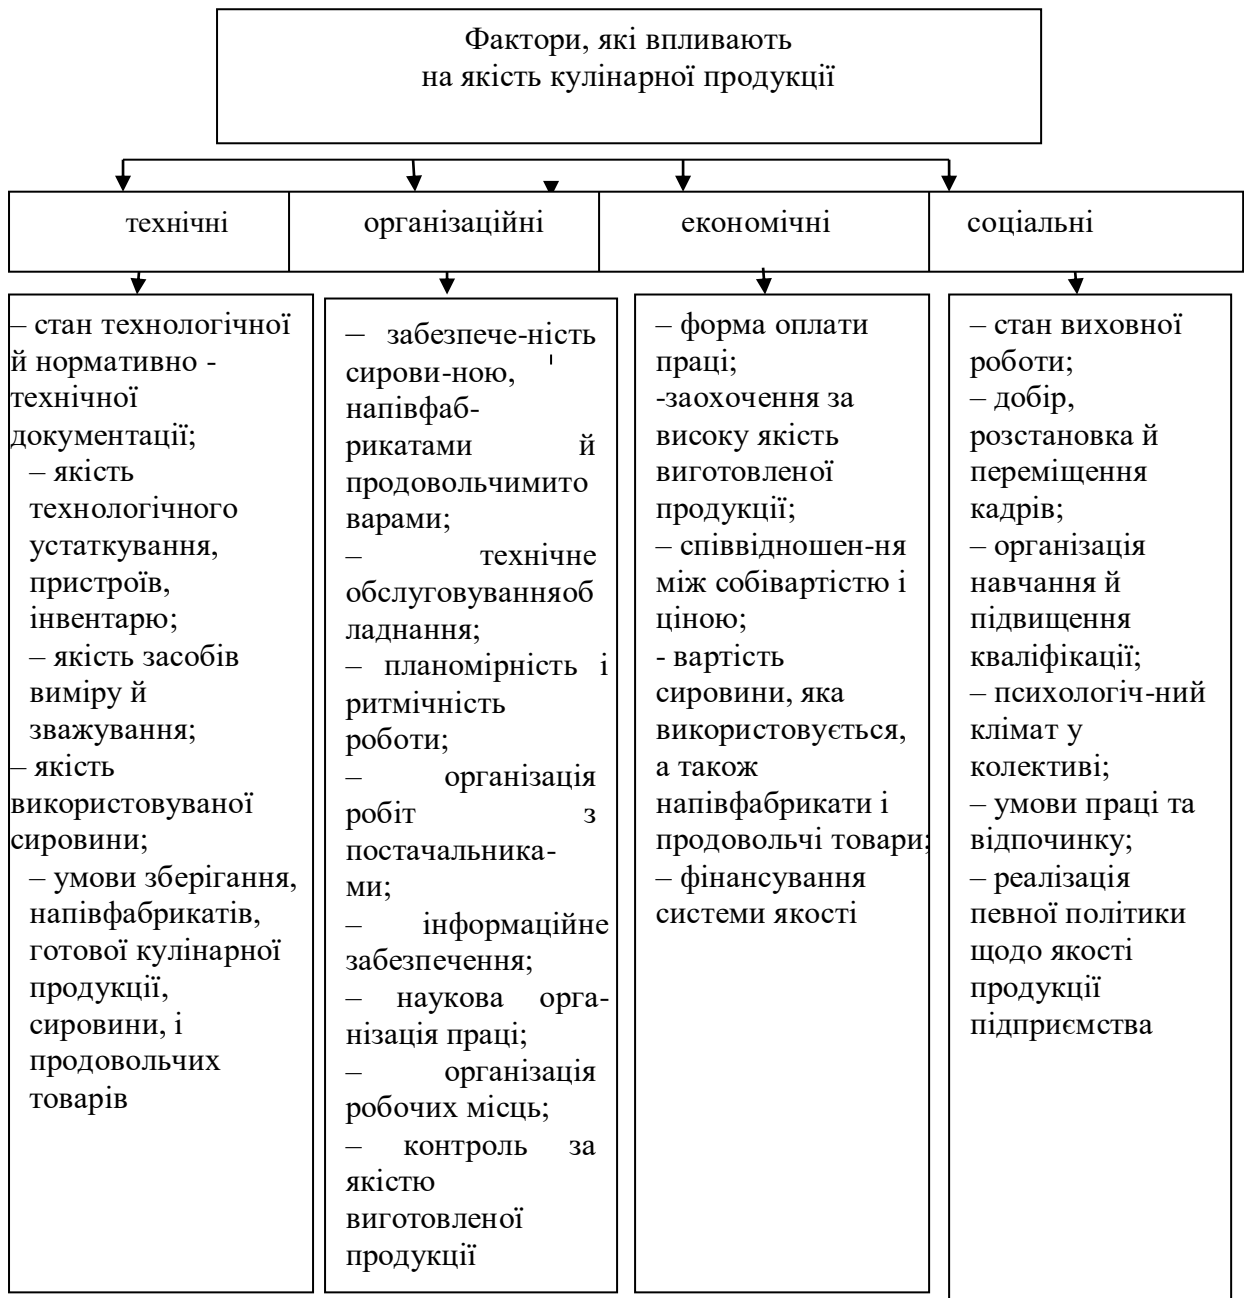 Фактори, які впливають
на якість кулінарної продукції
технічні
організаційні
економічні
соціальні
– стан технологічної
й нормативно -
технічної
документації;
– якість
технологічного
устаткування,
пристроїв,
інвентарю;
– якість засобів
виміру й
зважування;
– якість
використовуваної
сировини;
– умови зберігання,
напівфабрикатів,
готової кулінарної
продукції,
сировини, і
продовольчих
товарів
– забезпече-ність
сирови-ною,
напівфаб-
рикатами й
продовольчимито
варами;
– технічне
обслуговуванняоб
ладнання;
– планомірність і
ритмічність
роботи;
– організація
робіт з
постачальника-
ми;
– інформаційне
забезпечення;
– наукова орга-
нізація праці;
– організація
робочих місць;
– контроль за
якістю
виготовленої
продукції
– форма оплати
праці;
-заохочення за
високу якість
виготовленої
продукції;
– співвідношен-ня
між собівартістю і
ціною;
- вартість
сировини, яка
використовується,
а також
напівфабрикати і
продовольчі товари;
– фінансування
системи якості
– стан виховної
роботи;
– добір,
розстановка й
переміщення
кадрів;
– організація
навчання й
підвищення
кваліфікації;
– психологіч-ний
клімат у
колективі;
– умови праці та
відпочинку;
– реалізація
певної політики
щодо якості
продукції
підприємства